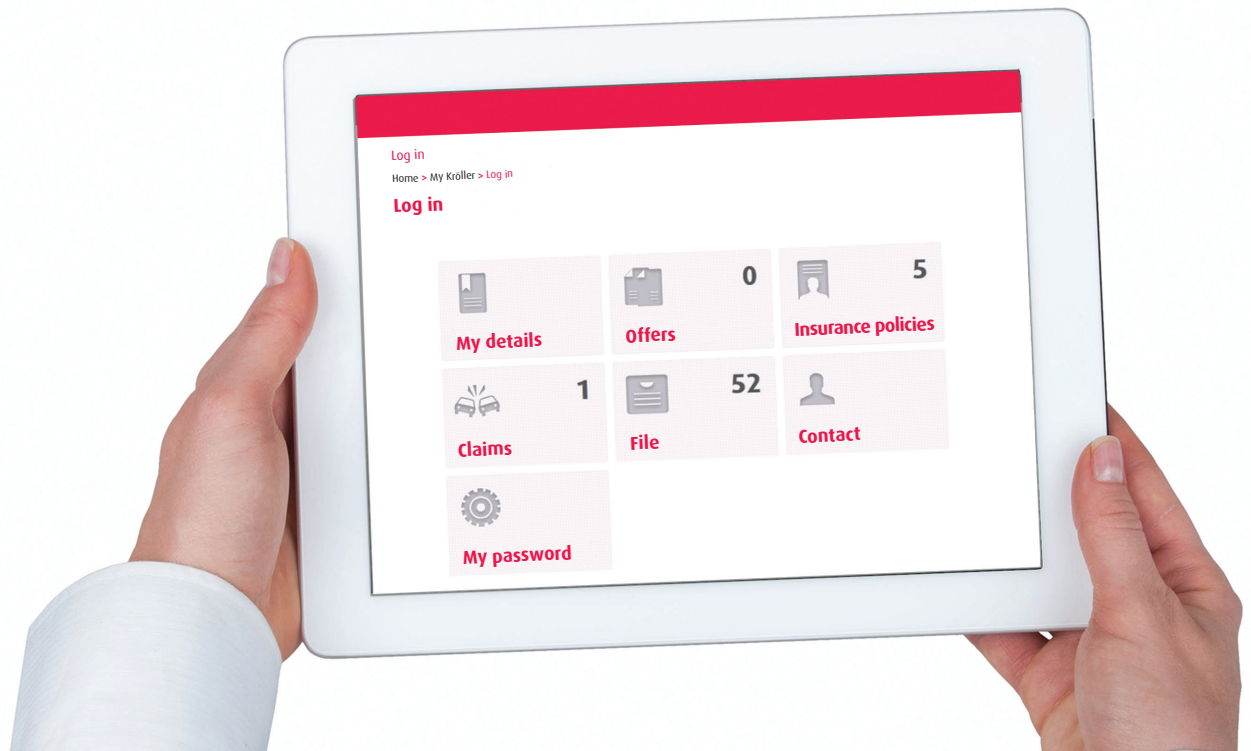 Log in
Home > My Kröller > Log in
Log in
My details
Offers
0
Insurance policies
5
Claims
1
File
52
Contact
My password